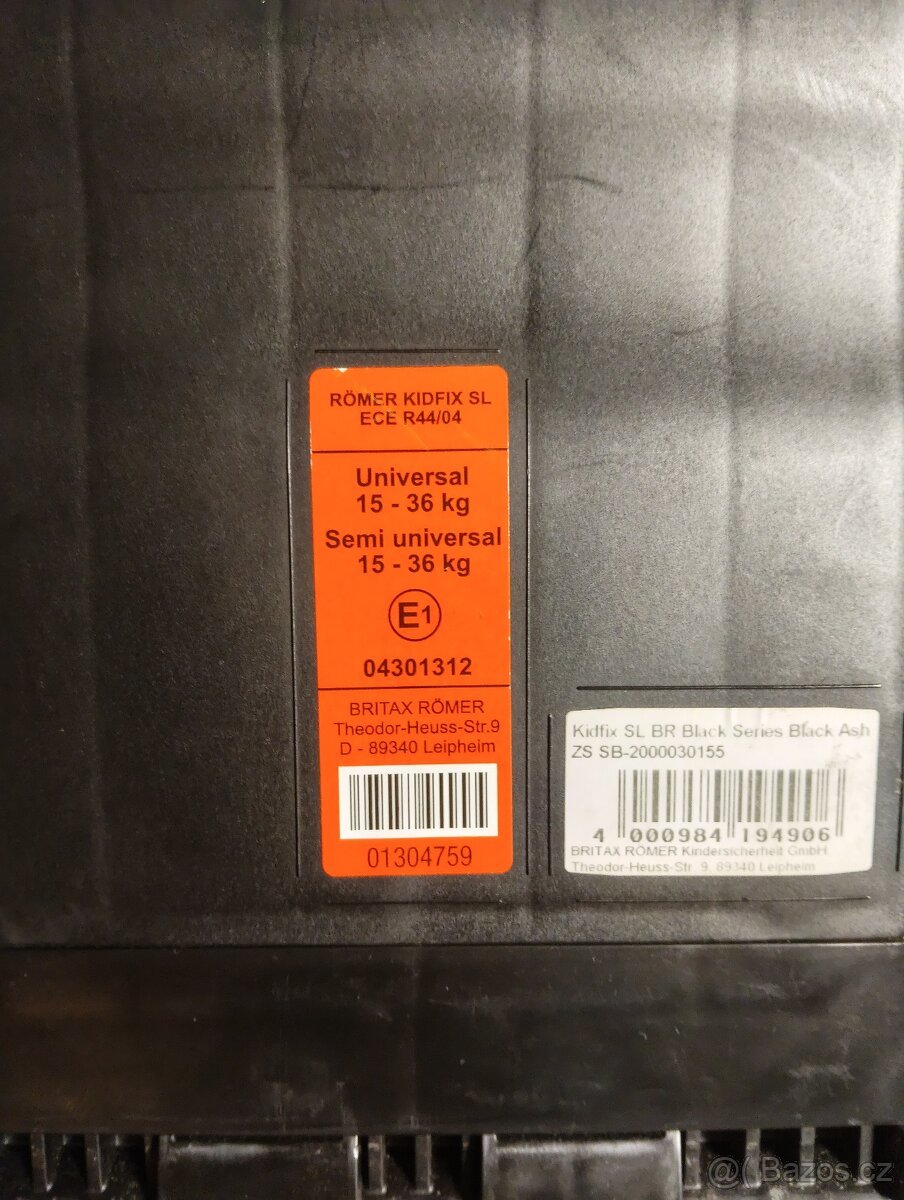 RÖMER KIDFIX SL
ECE R44/04
Universal
15 - 36 kg
Semi universal
15 - 36 kg
E1
04301312
BRITAX RÖMER
Theodor-Heuss-Str.9
D - 89340 Leipheim
01304759
Kidfix SL BR Black Series Black Ash
ZS SB-2000030155
4 000984 194906
BRITAX RÖMER Kindersicherheit GmbH
Theodor-Heuss-Str. 9, 89340 Leipheim
@( Bazos.cz